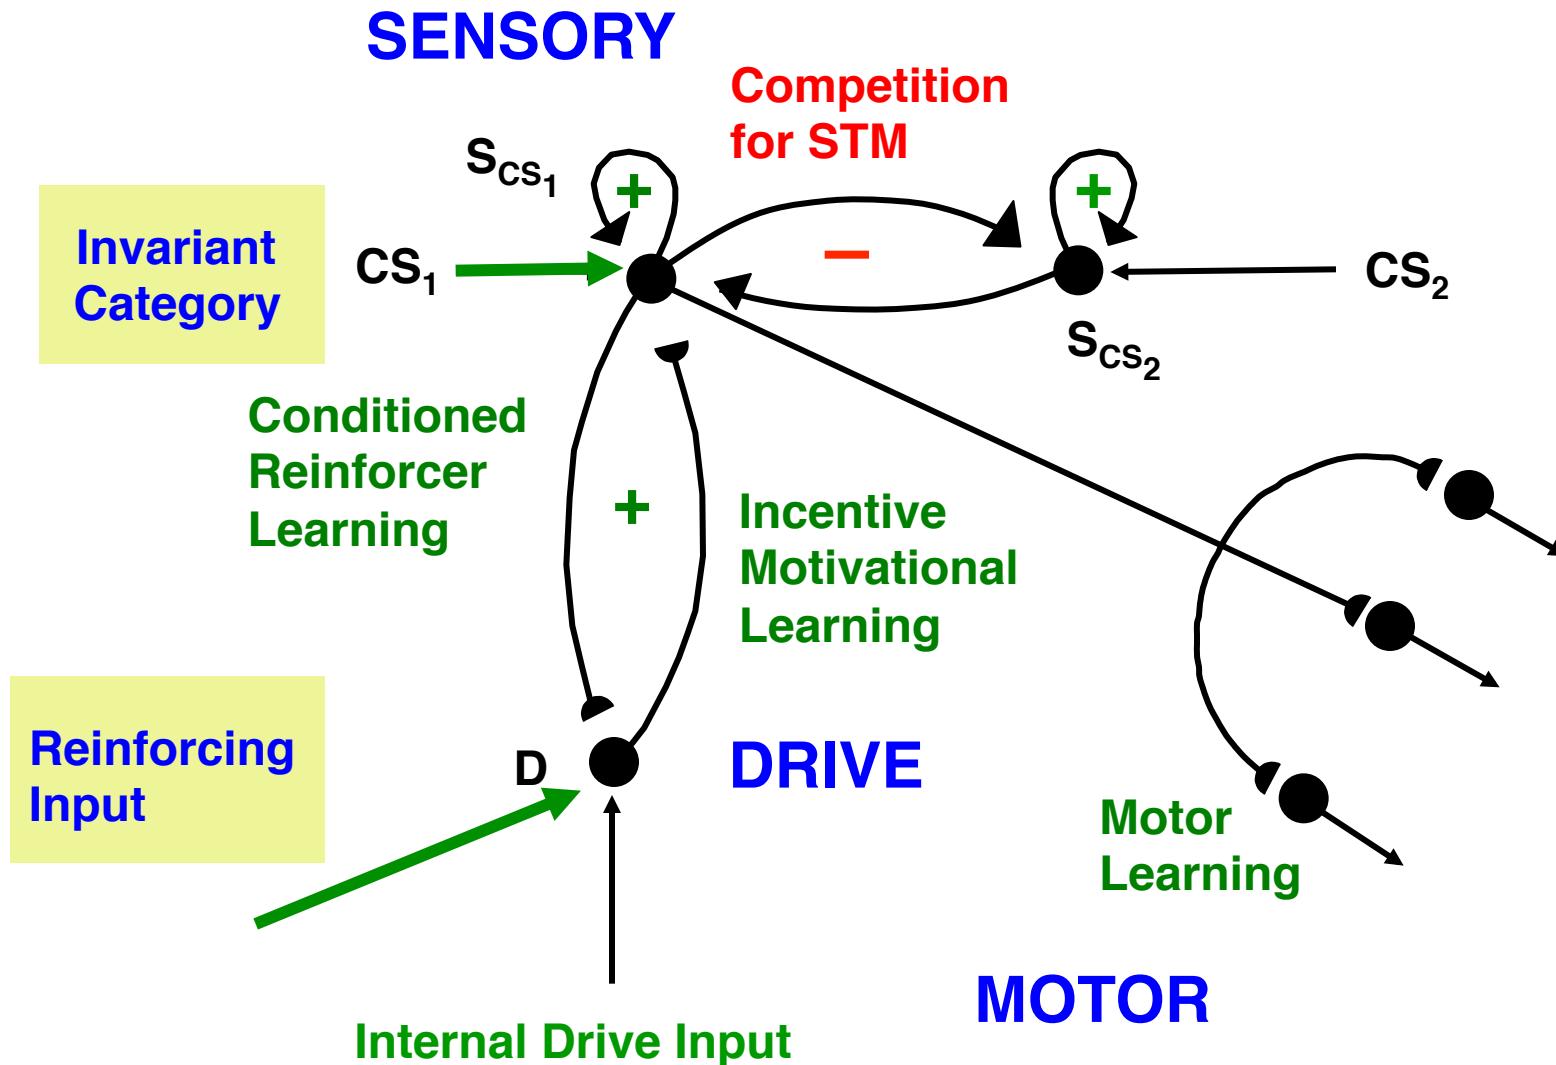 SENSORY
Competition
for STM
S_CS₁
+
+
Invariant
Category
CS₁
–
CS₂
S_CS₂
Conditioned
Reinforcer
Learning
+
Incentive
Motivational
Learning
Reinforcing
Input
D
DRIVE
Motor
Learning
MOTOR
Internal Drive Input